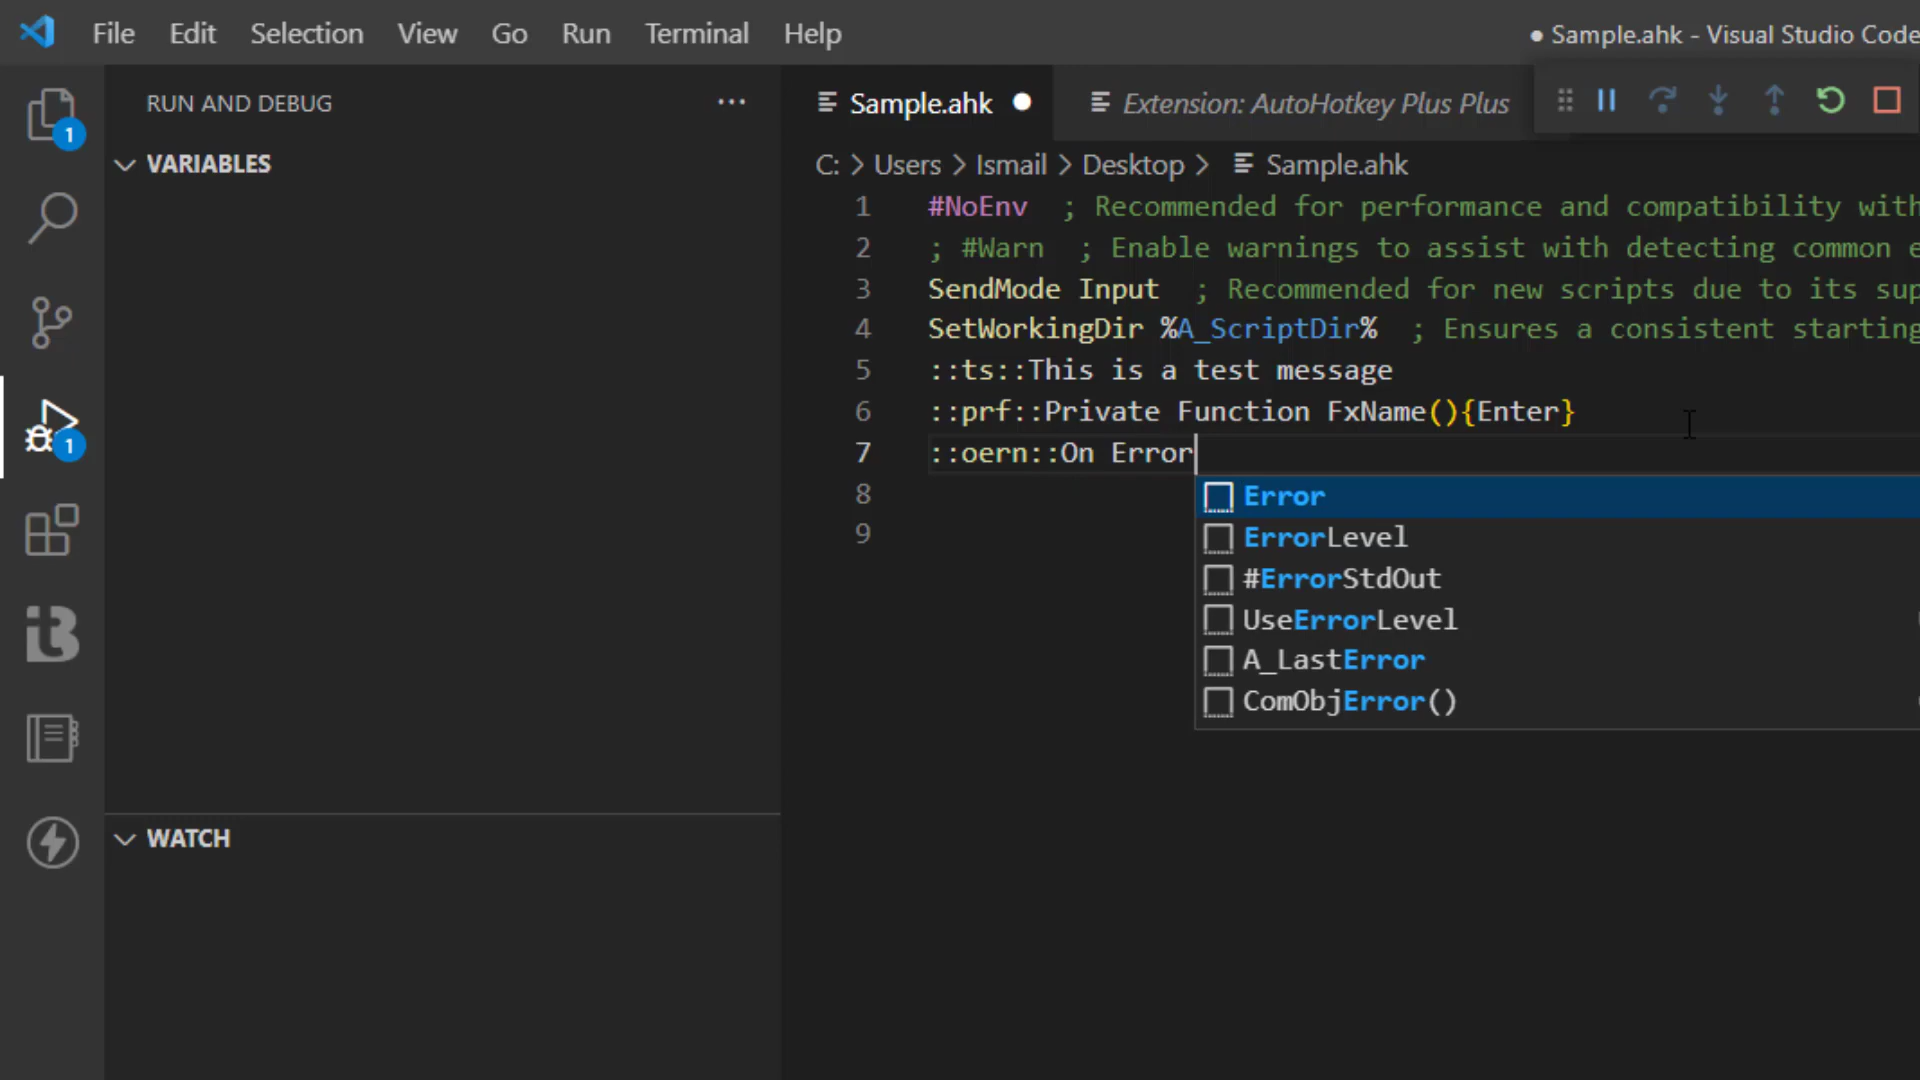 File Edit Selection View Go Run Terminal Help
● Sample.ahk - Visual Studio Code
RUN AND DEBUG ···
Sample.ahk ●
Extension: AutoHotkey Plus Plus
C: > Users > Ismail > Desktop > Sample.ahk
VARIABLES
1 #NoEnv ; Recommended for performance and compatibility with
2 ; #Warn ; Enable warnings to assist with detecting common e
3 SendMode Input ; Recommended for new scripts due to its sup
4 SetWorkingDir %A_ScriptDir% ; Ensures a consistent starting
5 ::ts::This is a test message
6 ::prf::Private Function FxName(){Enter}
7 ::oern::On Error
8
9
Error
ErrorLevel
#ErrorStdOut
UseErrorLevel
A_LastError
ComObjError()
WATCH
1
1